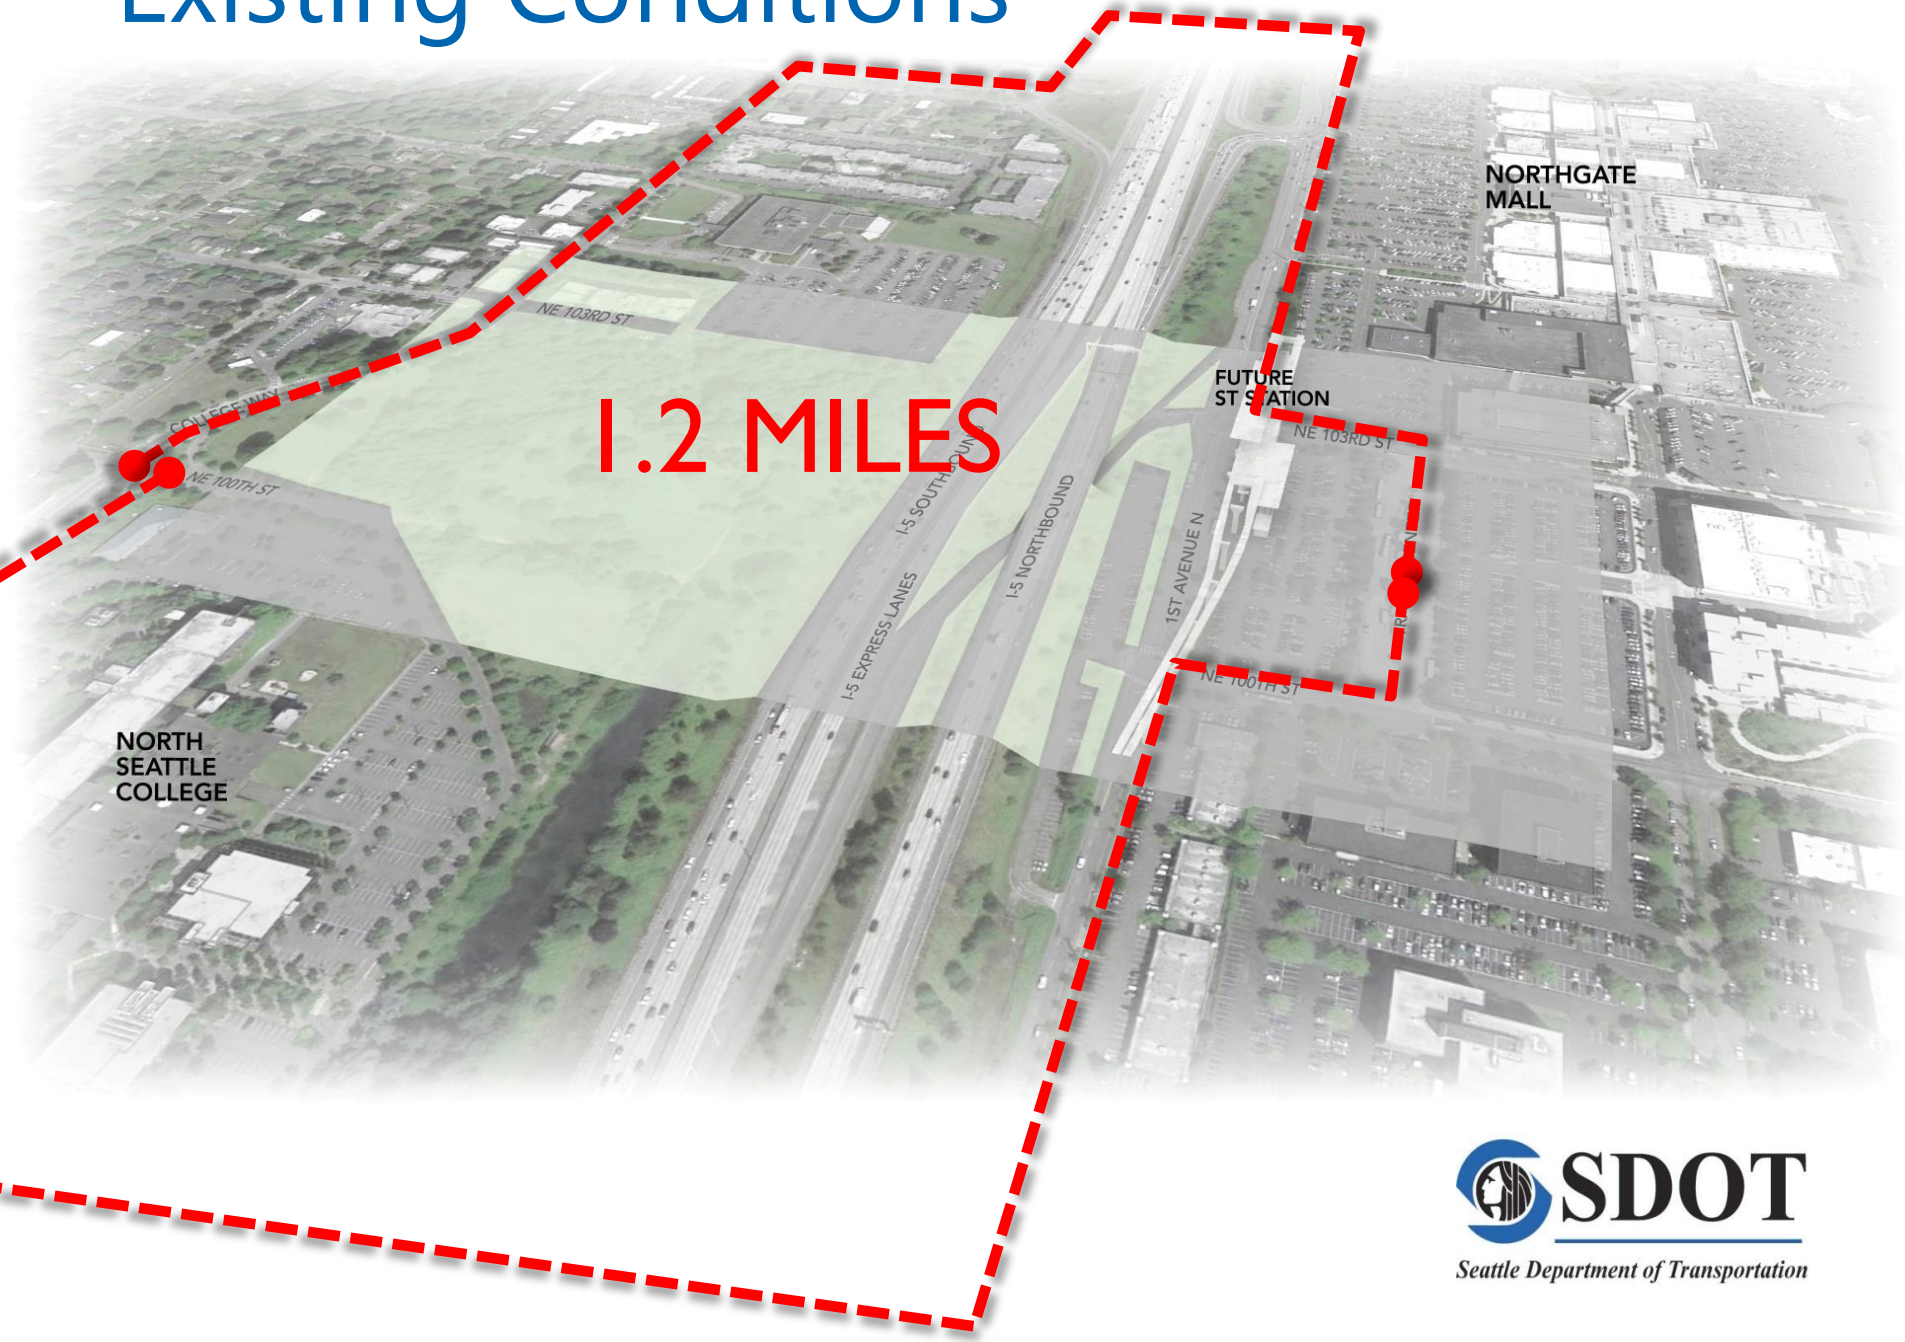 Existing Conditions
NORTHGATE
MALL
NE 103RD ST
FUTURE
ST STATION
COLLEGE WAY
1.2 MILES
NE 103RD ST
NE 100TH ST
I-5 SOUTHBOUND
I-5 NORTHBOUND
1ST AVENUE N
I-5 EXPRESS LANES
NE 100TH ST
NORTH
SEATTLE
COLLEGE
SDOT
Seattle Department of Transportation